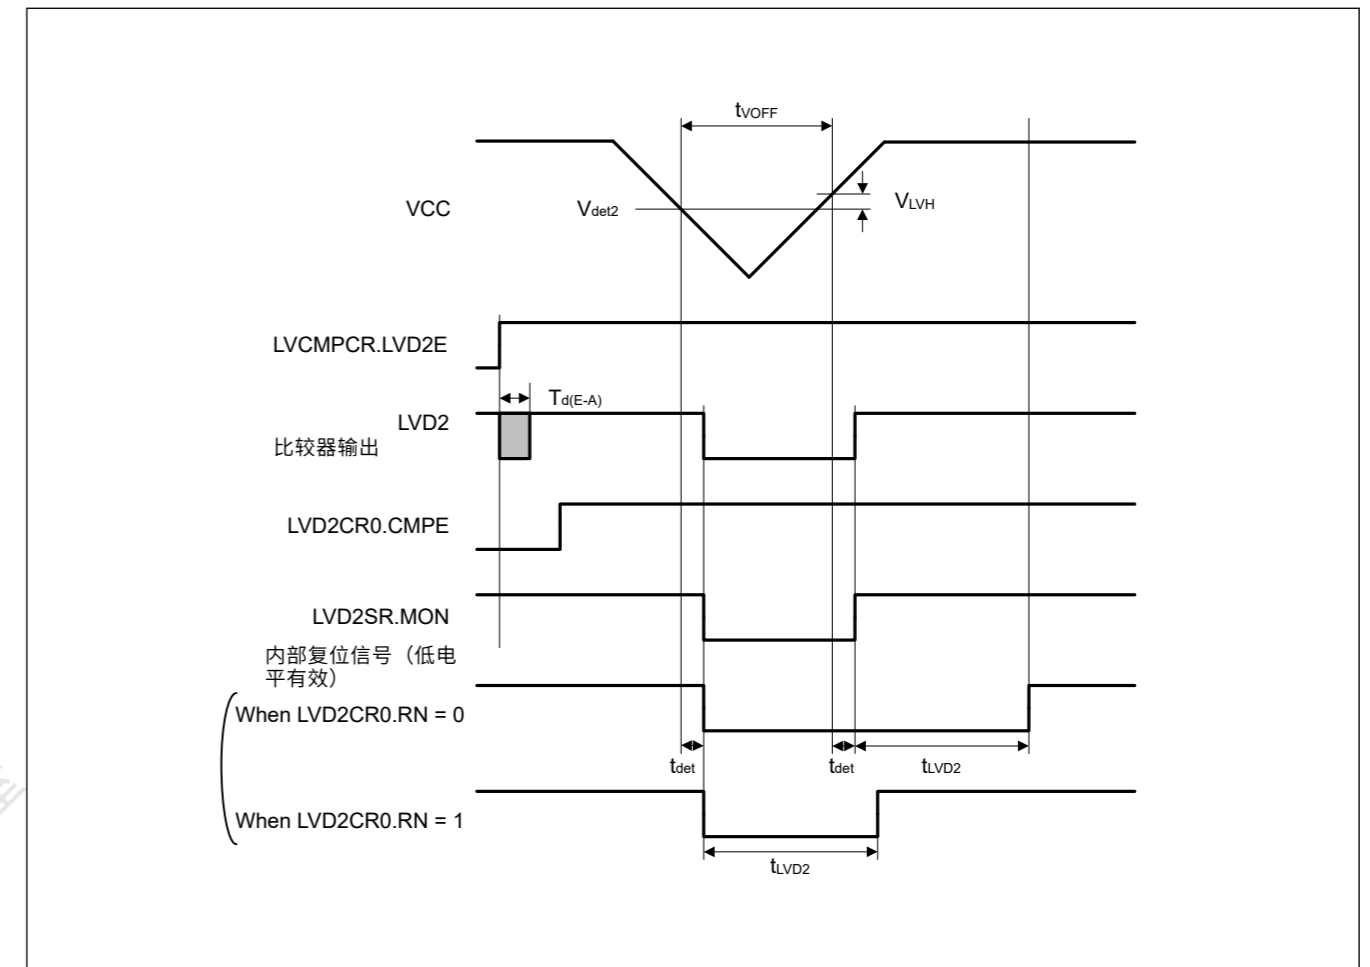 tVOFF
VCC
Vdet2
VLVH
LVCMPCR.LVD2E
Td(E-A)
LVD2
比较器输出
LVD2CR0.CMPE
LVD2SR.MON
内部复位信号（低电
平有效）
When LVD2CR0.RN = 0
tdet
tdet
tLVD2
When LVD2CR0.RN = 1
tLVD2